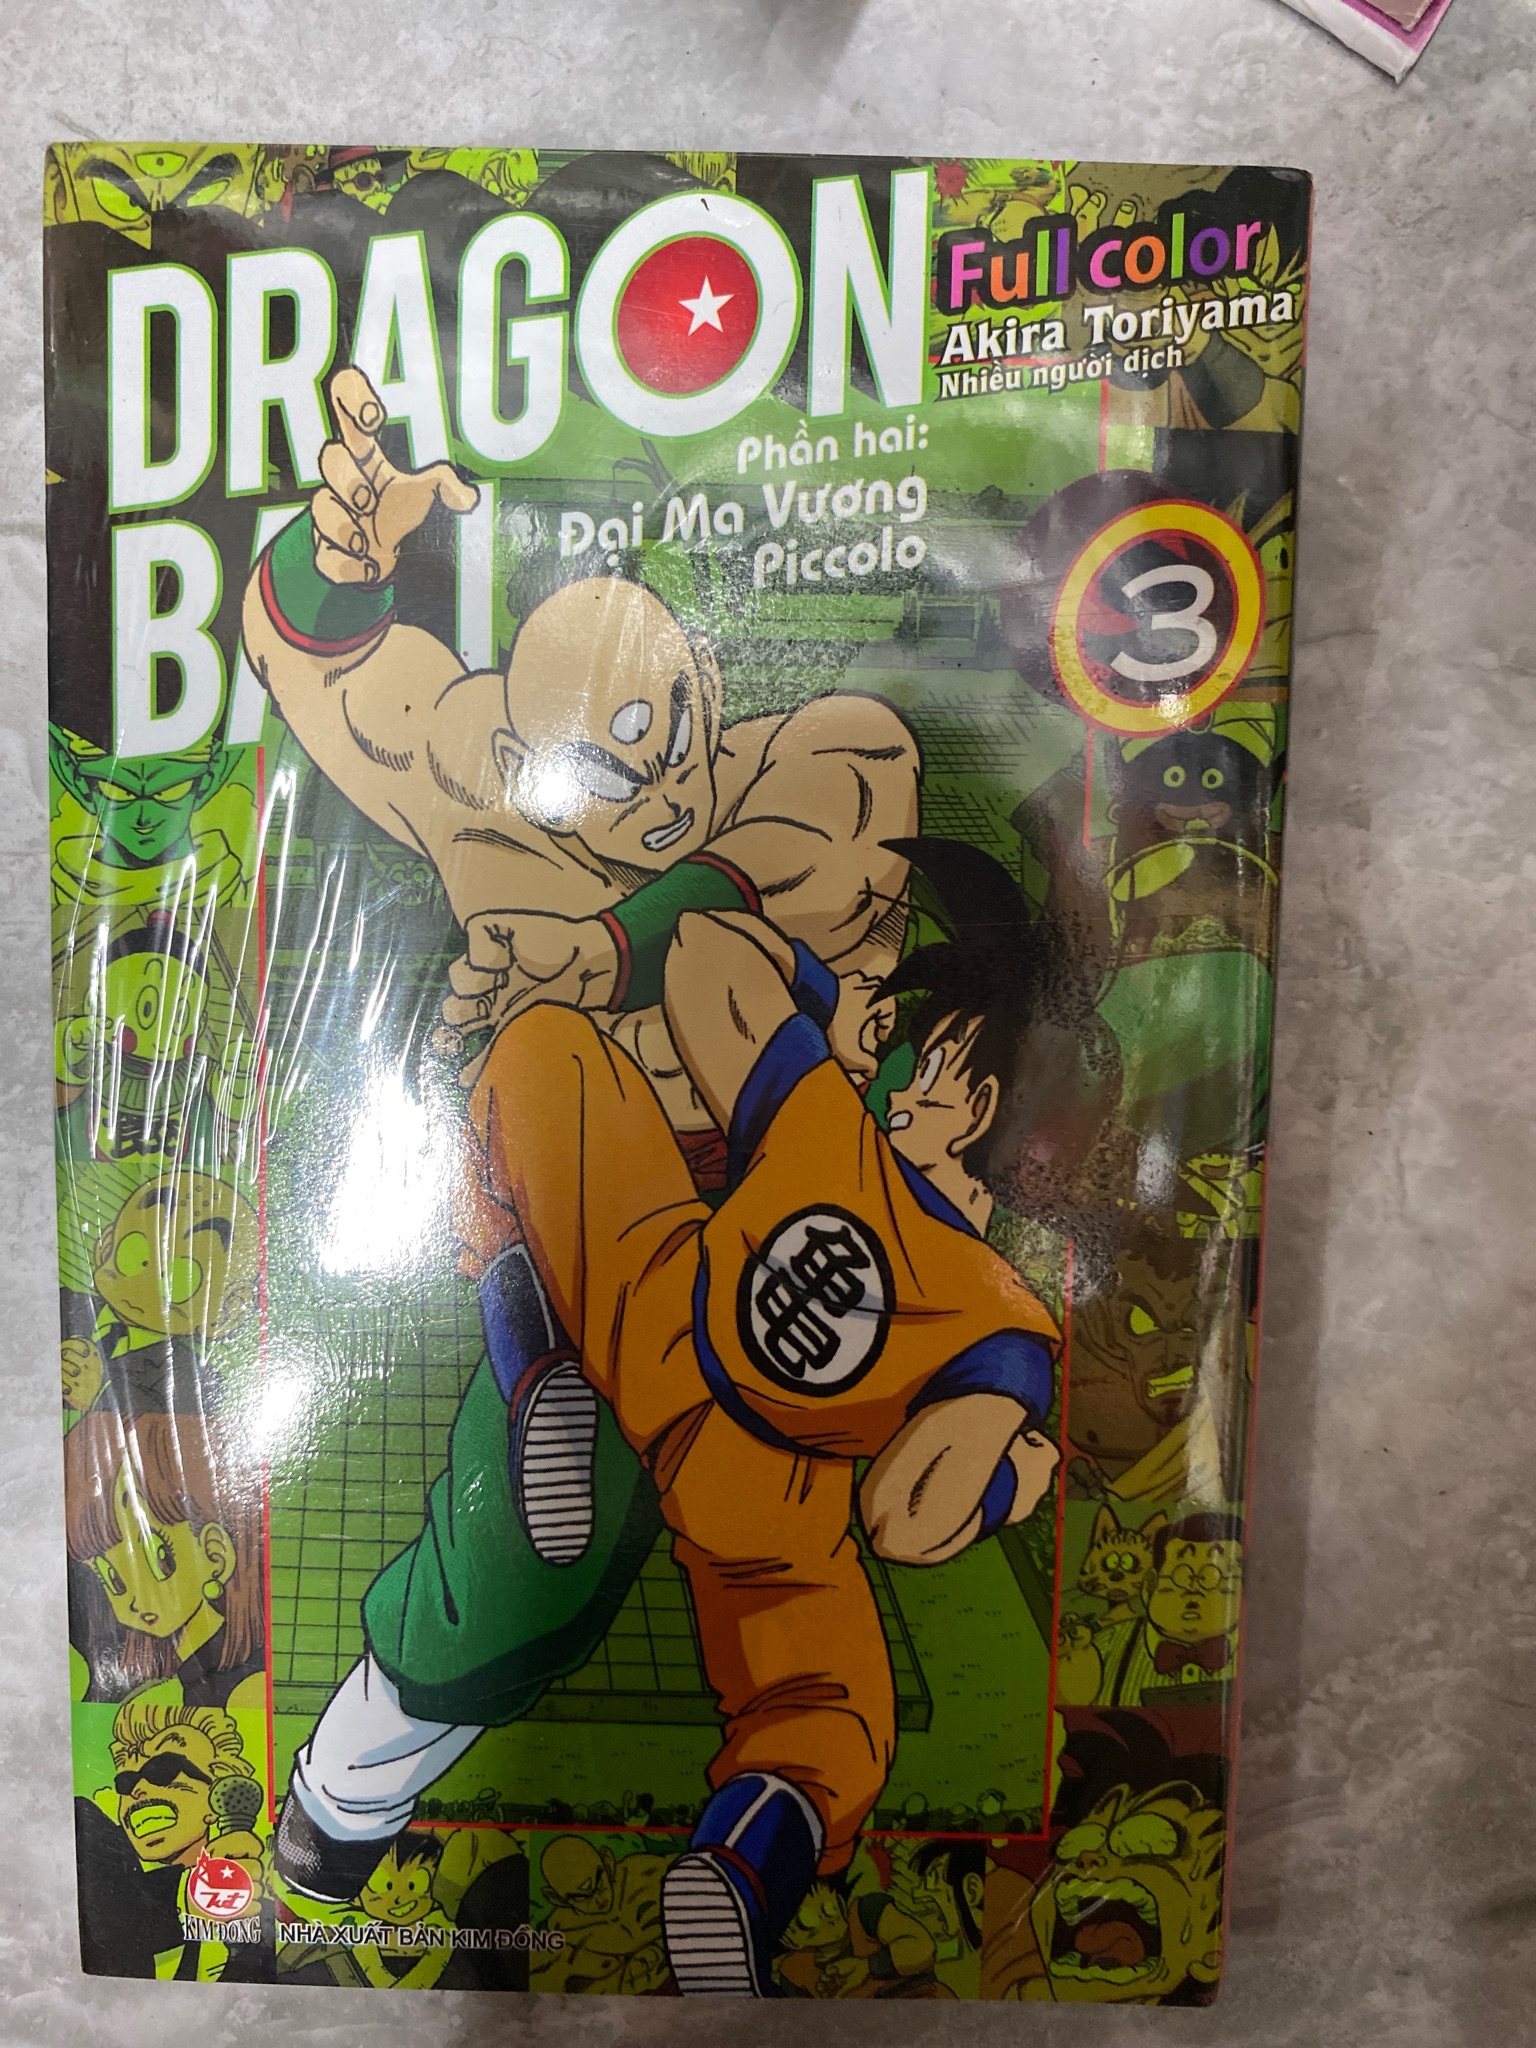 DRAGON
BALL
Full color
Akira Toriyama
Nhiều người dịch
Phần hai:
Đại Ma Vương
Piccolo
3
亀
KIM ĐỒNG
NHÀ XUẤT BẢN KIM ĐỒNG